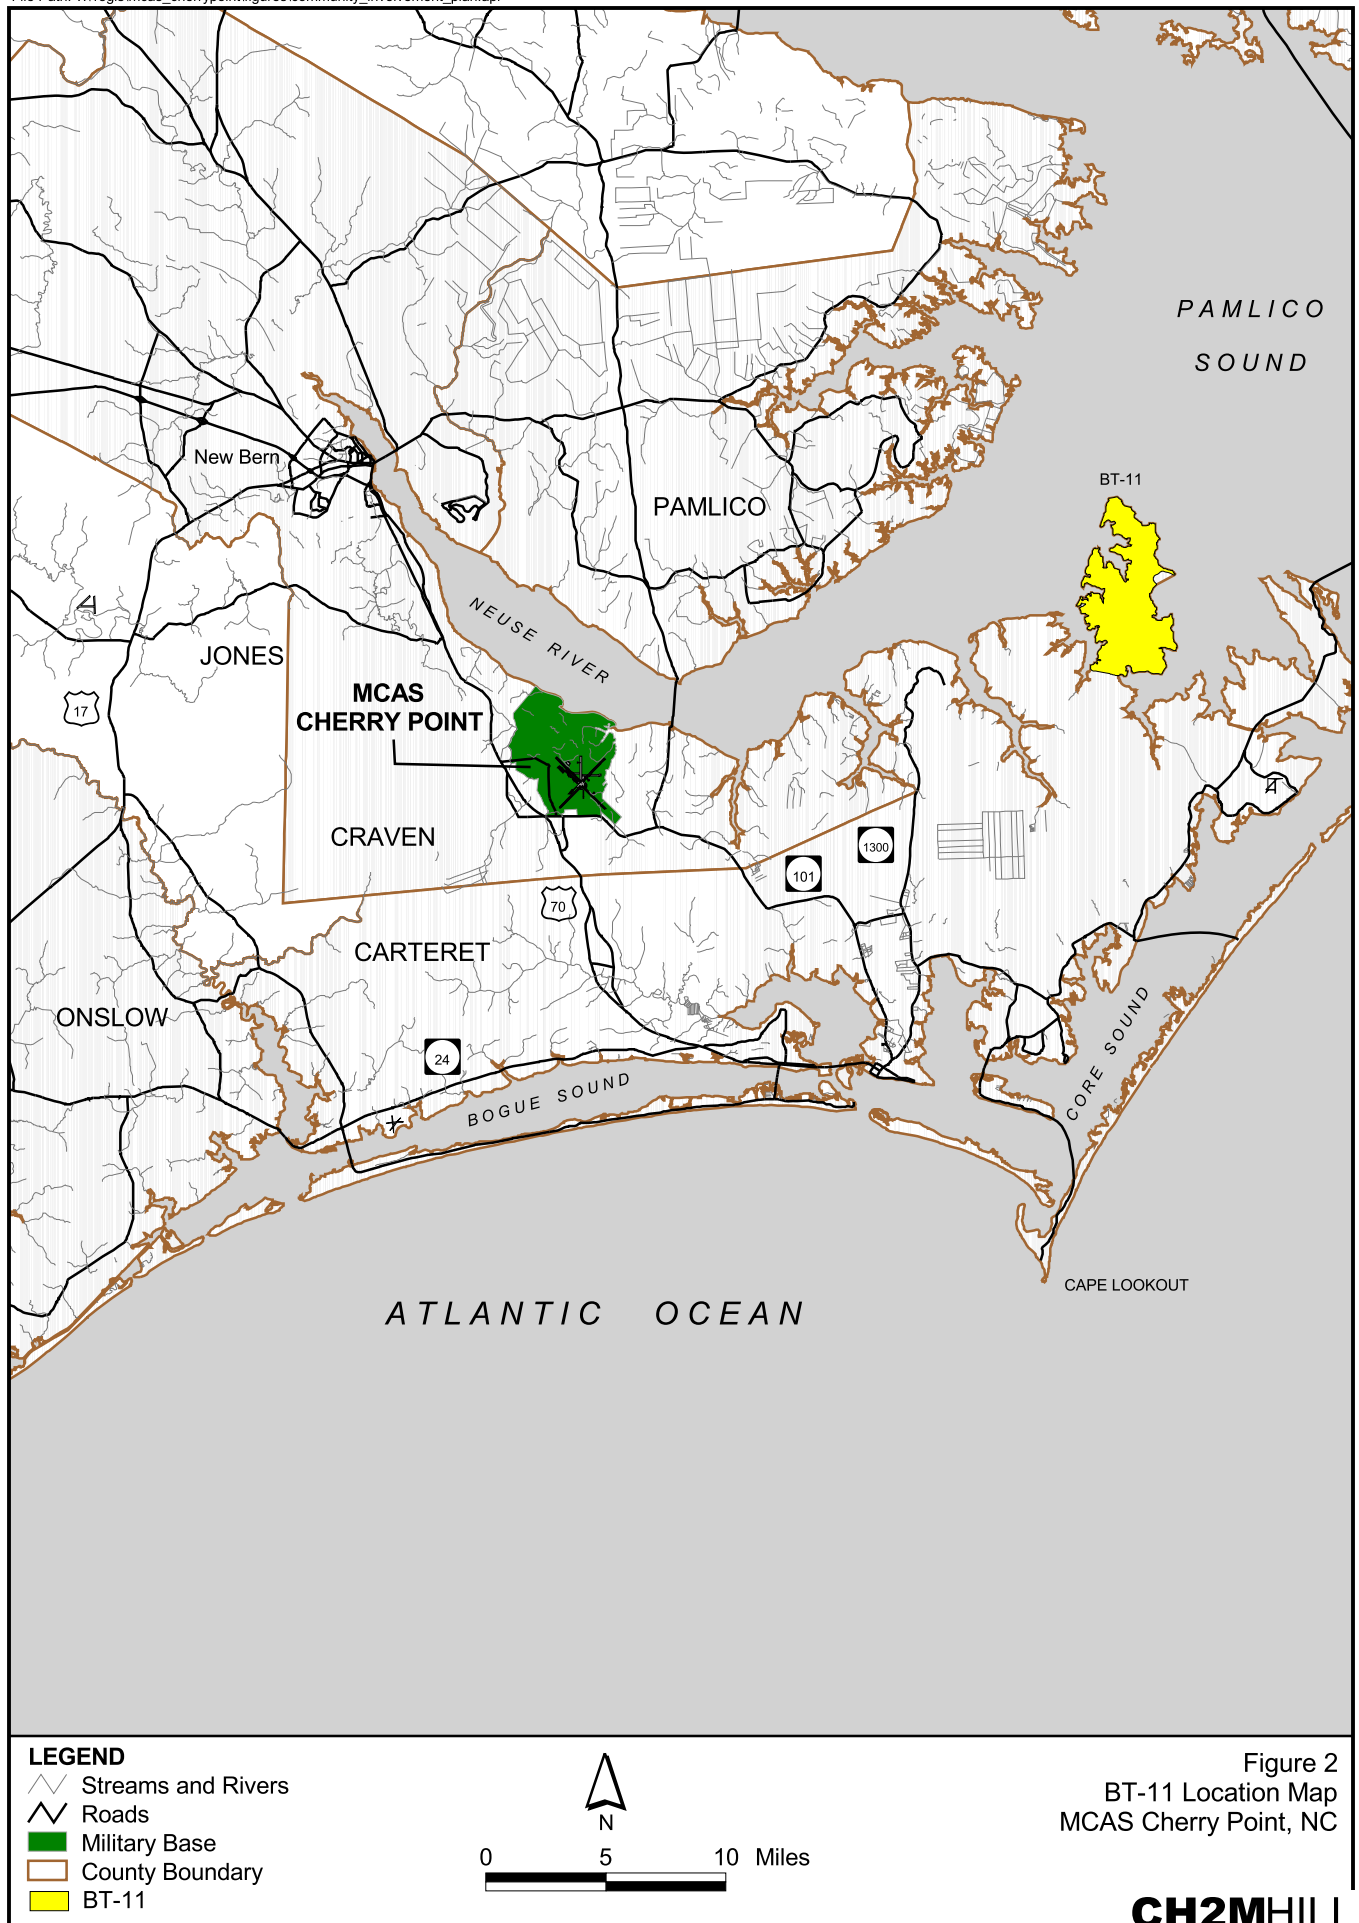 PAMLICO
SOUND
BT-11
New Bern
PAMLICO
NEUSE RIVER
JONES
17
MCAS
CHERRY POINT
CRAVEN
1300
101
70
CARTERET
ONSLOW
24
BOGUE SOUND
CORE SOUND
CAPE LOOKOUT
ATLANTIC OCEAN
LEGEND
Streams and Rivers
Roads
Military Base
County Boundary
BT-11
N
0 5 10 Miles
Figure 2
BT-11 Location Map
MCAS Cherry Point, NC
CH2MHILL